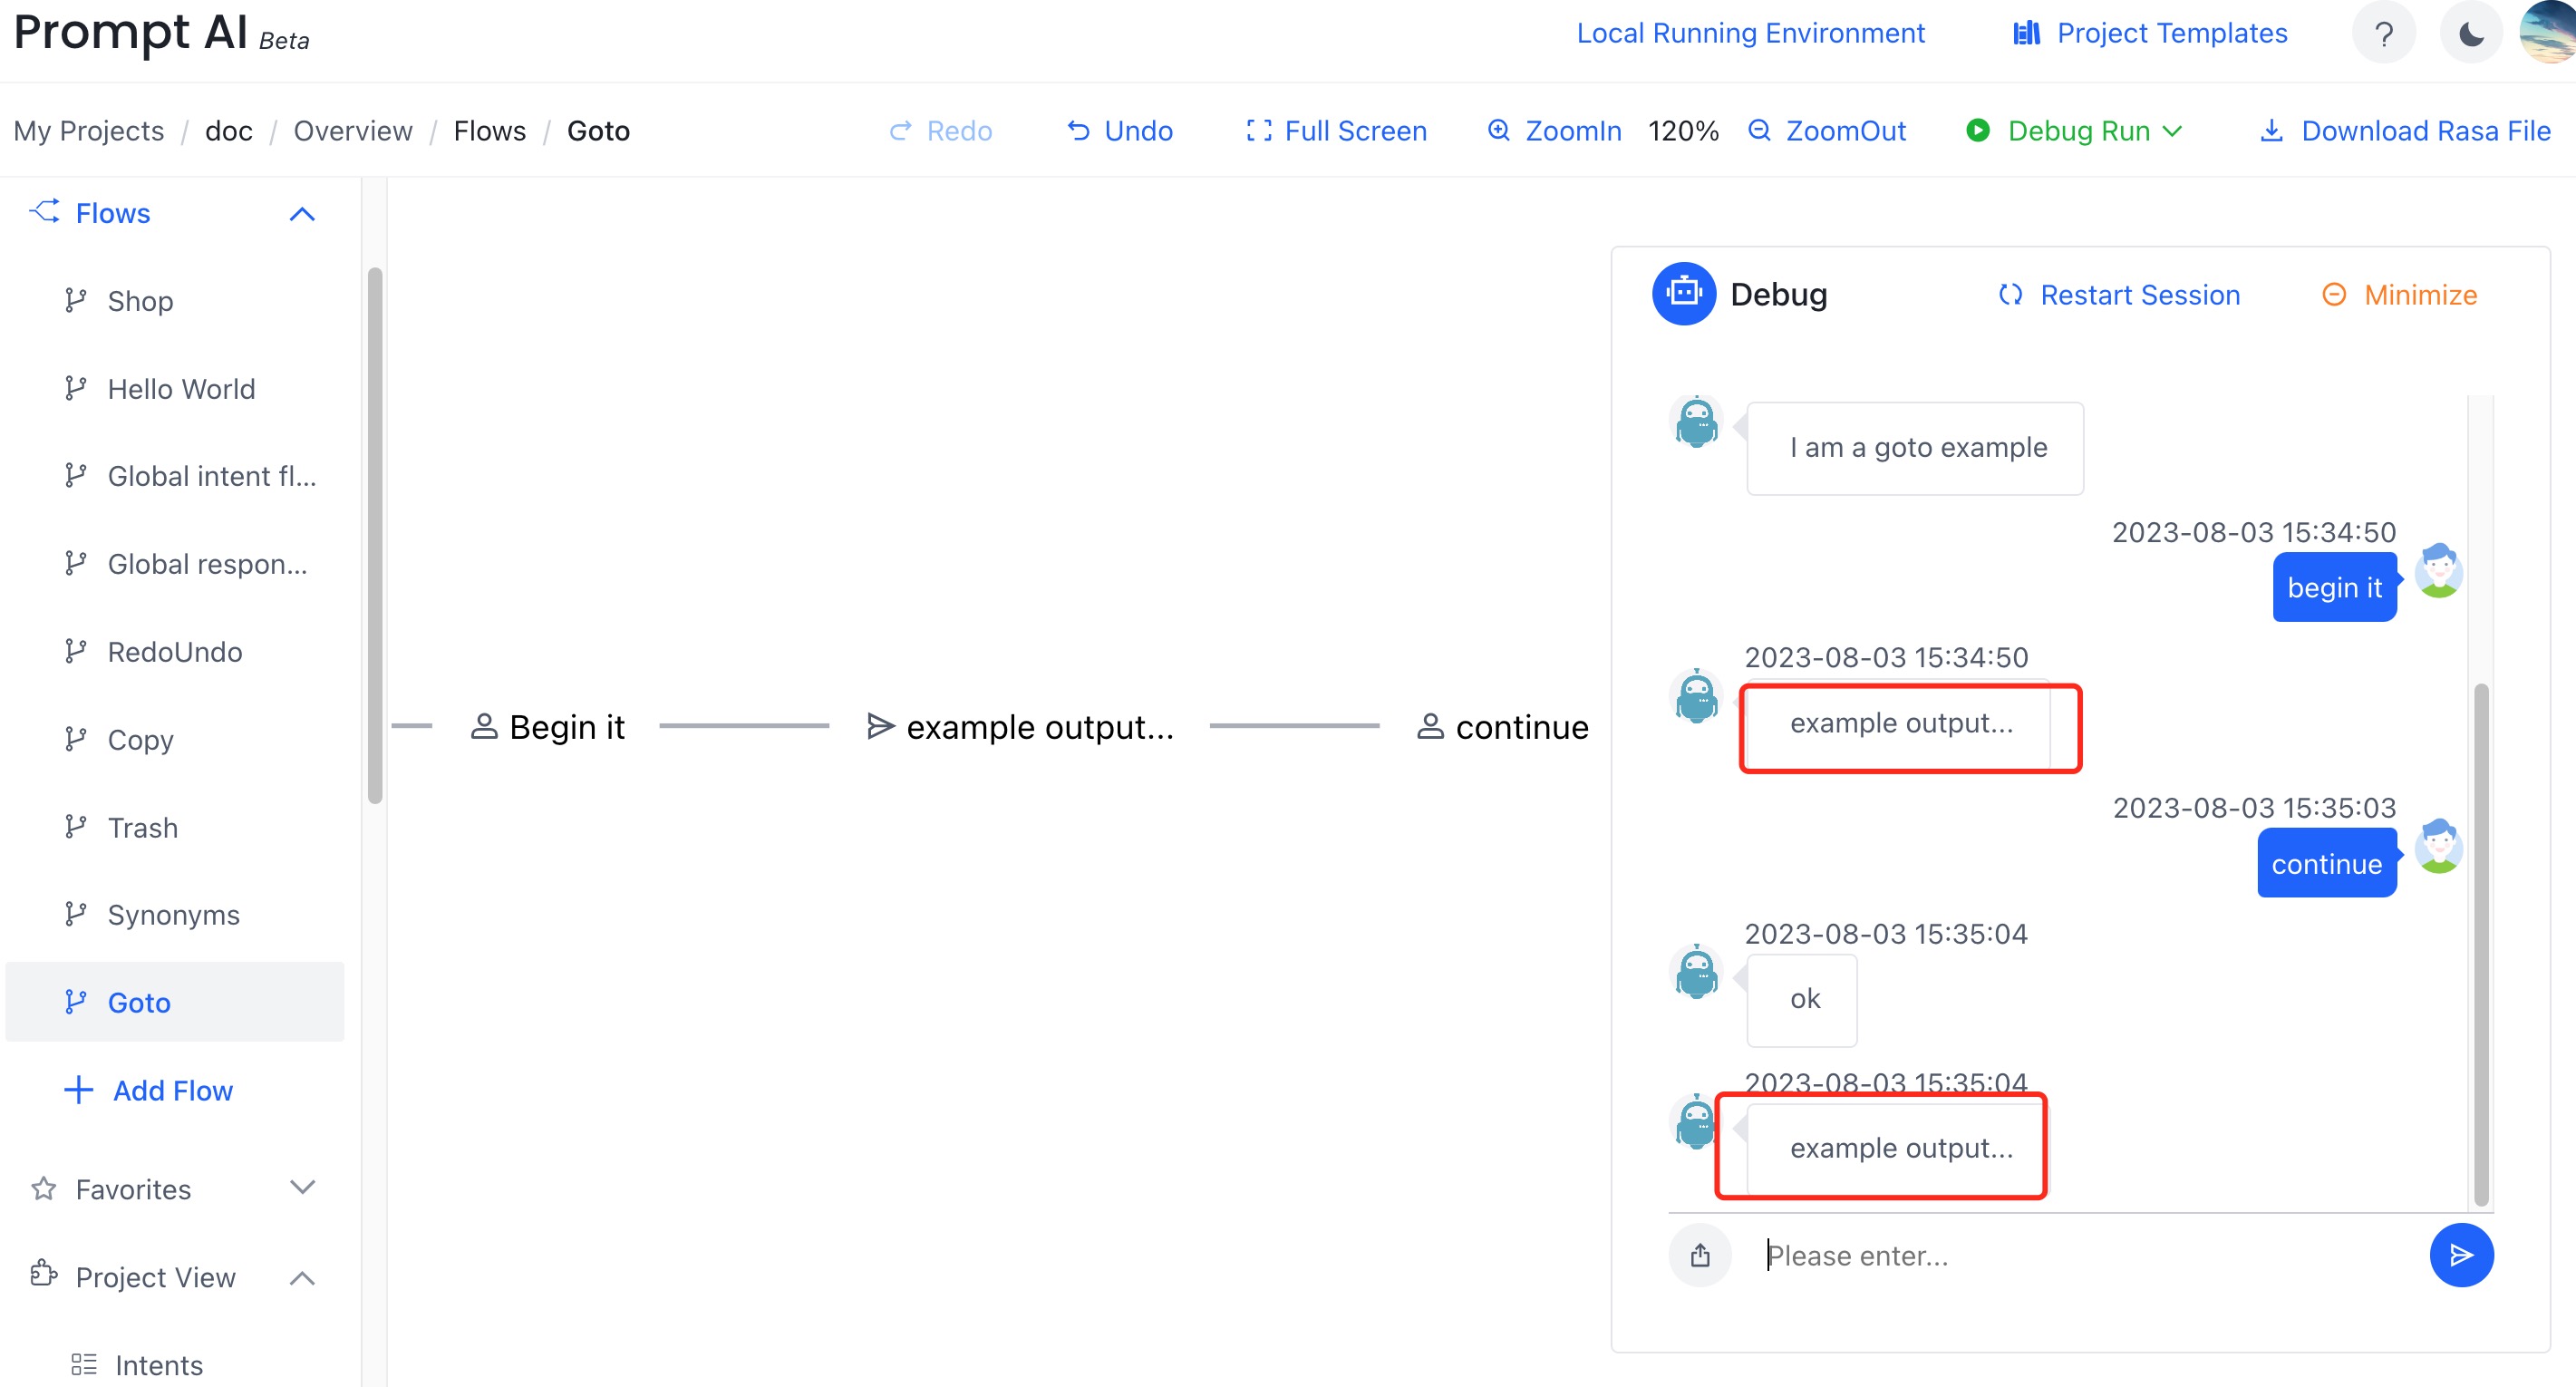 Prompt AI Beta
Local Running Environment
Project Templates
?
My Projects / doc / Overview / Flows / Goto
Redo
Undo
Full Screen
ZoomIn
120%
ZoomOut
Debug Run
Download Rasa File
Flows
Shop
Hello World
Global intent fl...
Global respon...
RedoUndo
Copy
Trash
Synonyms
Goto
Add Flow
Favorites
Project View
Intents
Begin it
example output...
continue
Debug
Restart Session
Minimize
I am a goto example
2023-08-03 15:34:50
begin it
2023-08-03 15:34:50
example output...
2023-08-03 15:35:03
continue
2023-08-03 15:35:04
ok
2023-08-03 15:35:04
example output...
Please enter...